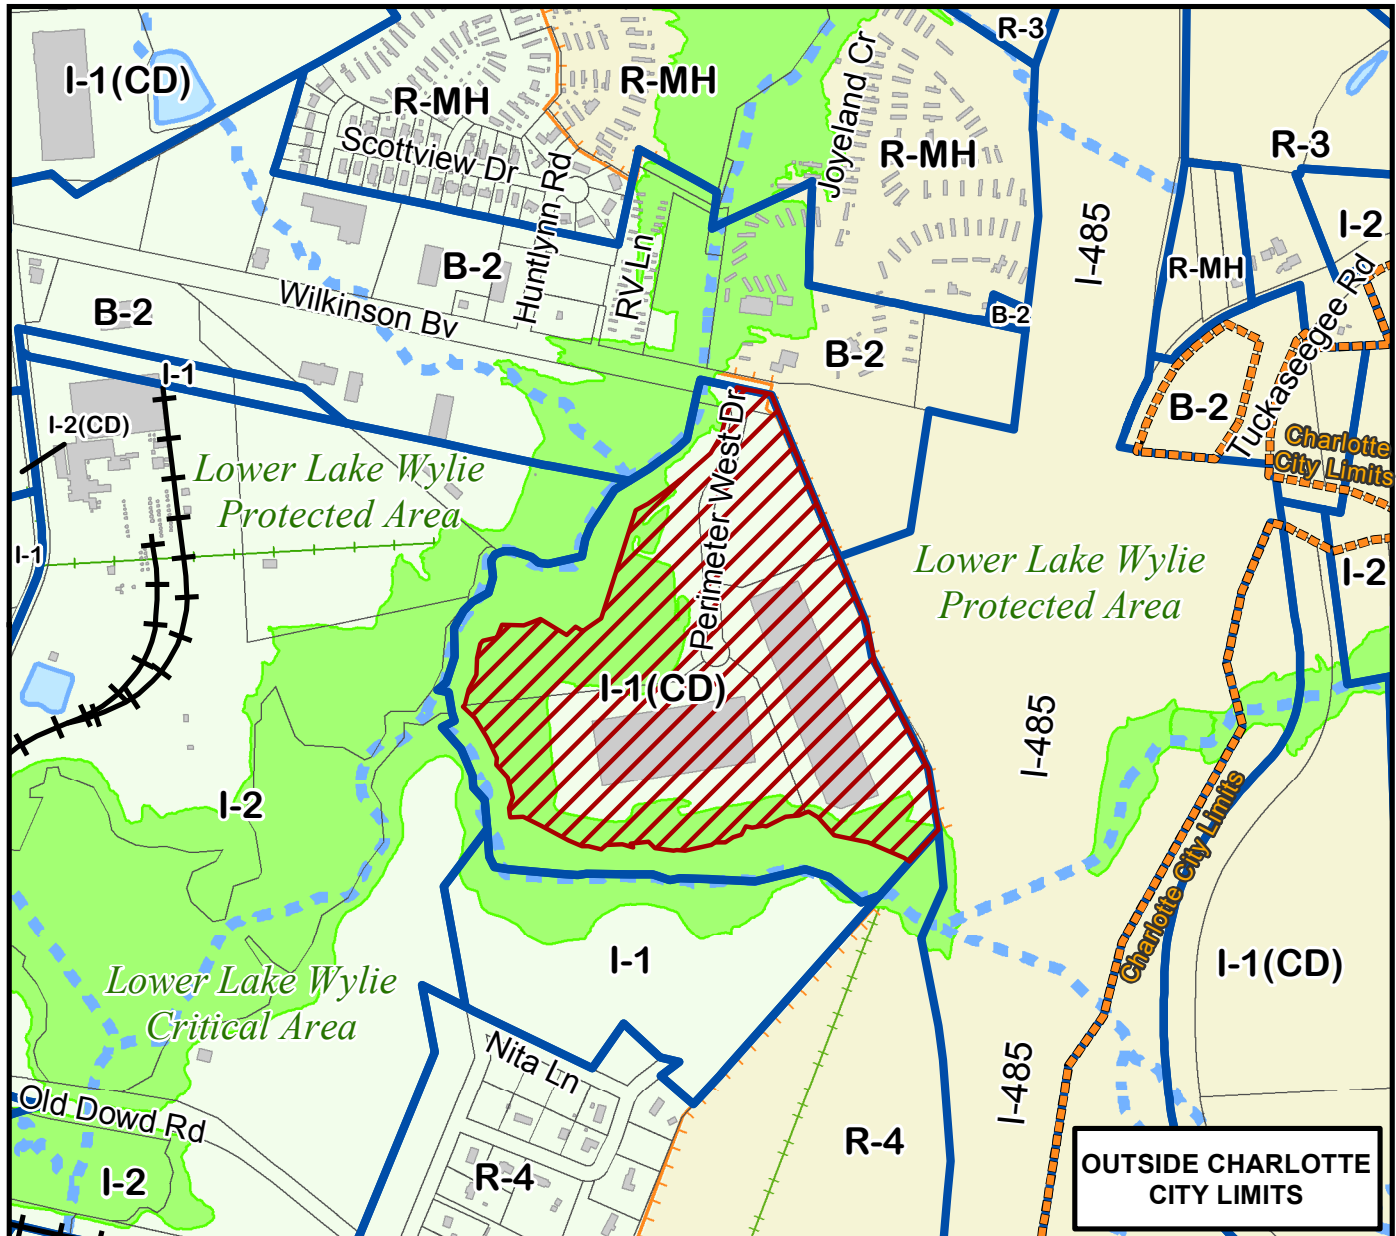 R-3
I-1(CD)
R-MH
R-MH
Joyeland Cr
R-MH
R-3
Scottview Dr
Huntlynn Rd
I-485
I-2
RV Ln
B-2
R-MH
Wilkinson Bv
B-2
B-2
B-2
Tuckaseegee Rd
I-1
B-2
I-2(CD)
Perimeter West Dr
Charlotte
City Limits
Lower Lake Wylie
Protected Area
I-1
Lower Lake Wylie
Protected Area
I-2
I-1(CD)
I-485
I-2
Charlotte City Limits
I-1
I-1(CD)
Lower Lake Wylie
Critical Area
Nita Ln
I-485
Old Dowd Rd
R-4
R-4
I-2
OUTSIDE CHARLOTTE
CITY LIMITS